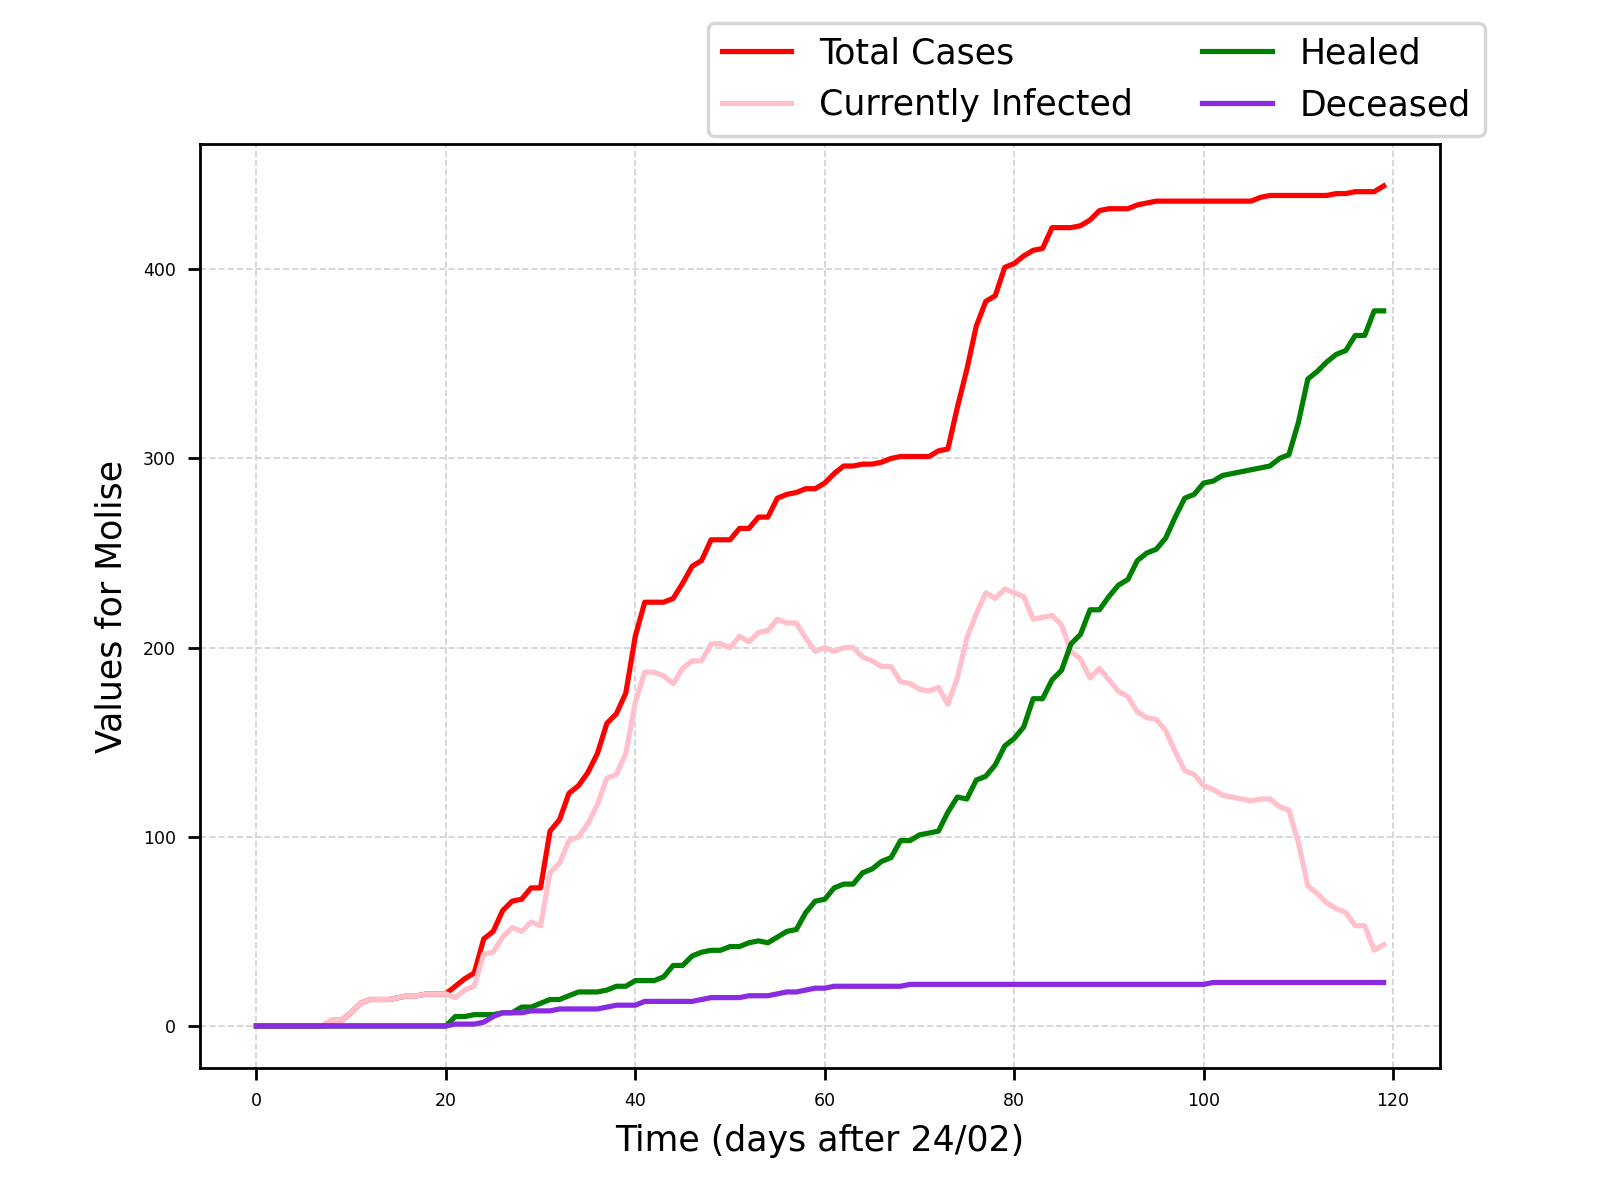 Total Cases
Currently Infected
Healed
Deceased
Values for Molise
400
300
200
100
0
0 20 40 60 80 100 120
Time (days after 24/02)